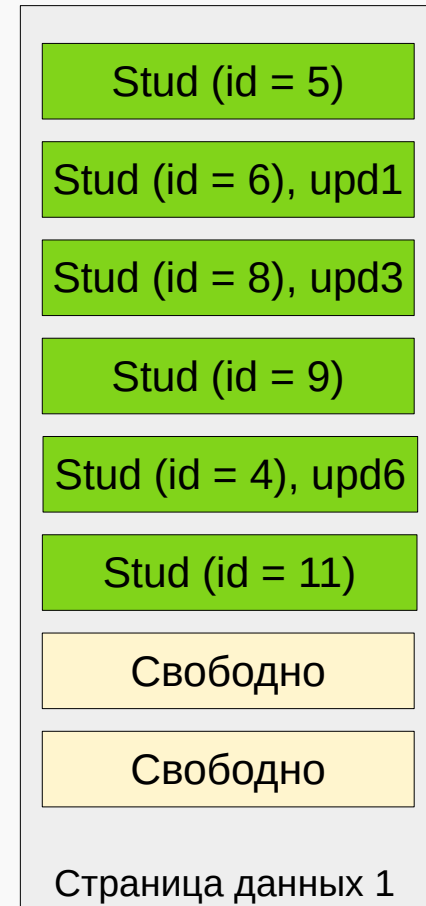 Stud (id = 5)
Stud (id = 6), upd1
Stud (id = 8), upd3
Stud (id = 9)
Stud (id = 4), upd6
Stud (id = 11)
Свободно
Свободно
Страница данных 1